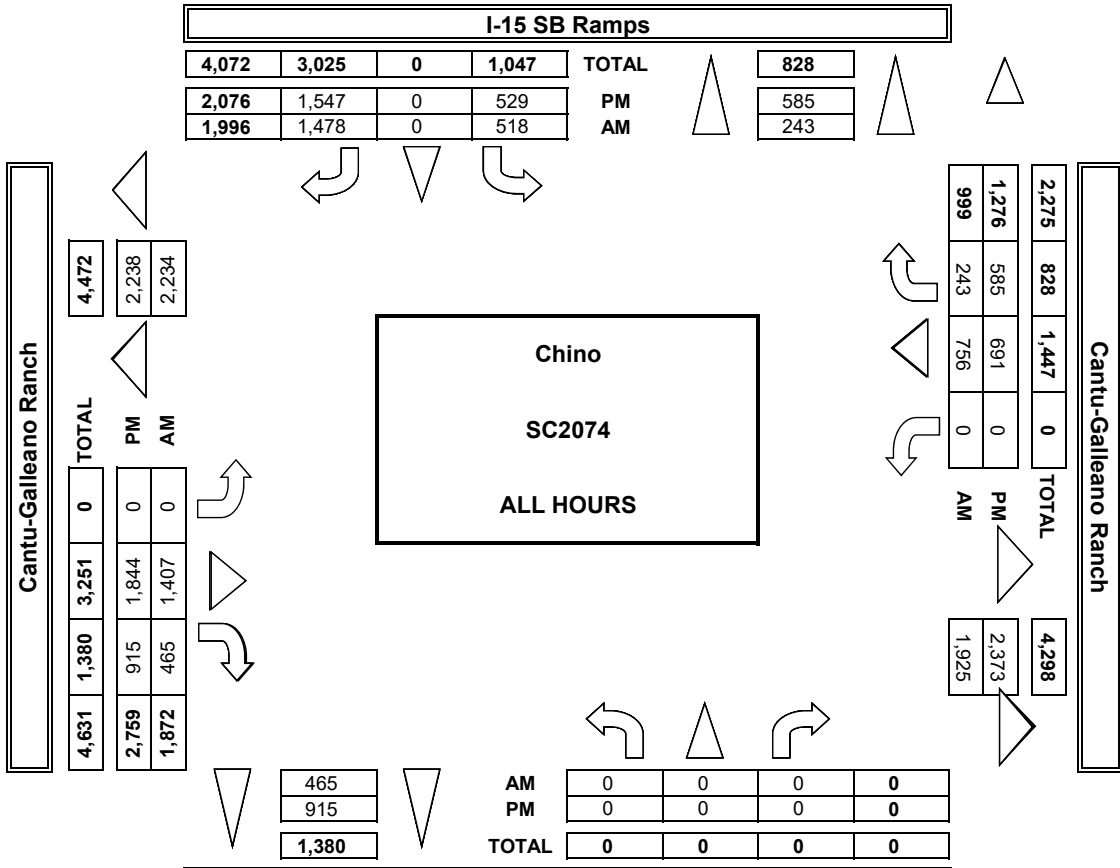 I-15 SB Ramps
4,072 3,025 0 1,047 TOTAL 828
2,076 1,547 0 529 PM 585
1,996 1,478 0 518 AM 243
Cantu-Galleano Ranch
4,472
2,238
2,234
TOTAL 0 3,251 1,380 4,631
PM 0 1,844 915 2,759
AM 0 1,407 465 1,872
Chino
SC2074
ALL HOURS
2,275 828 1,447 0 TOTAL 4,298
1,276 585 691 0 PM 2,373
999 243 756 0 AM 1,925
Cantu-Galleano Ranch
465 AM 0 0 0 0
915 PM 0 0 0 0
1,380 TOTAL 0 0 0 0